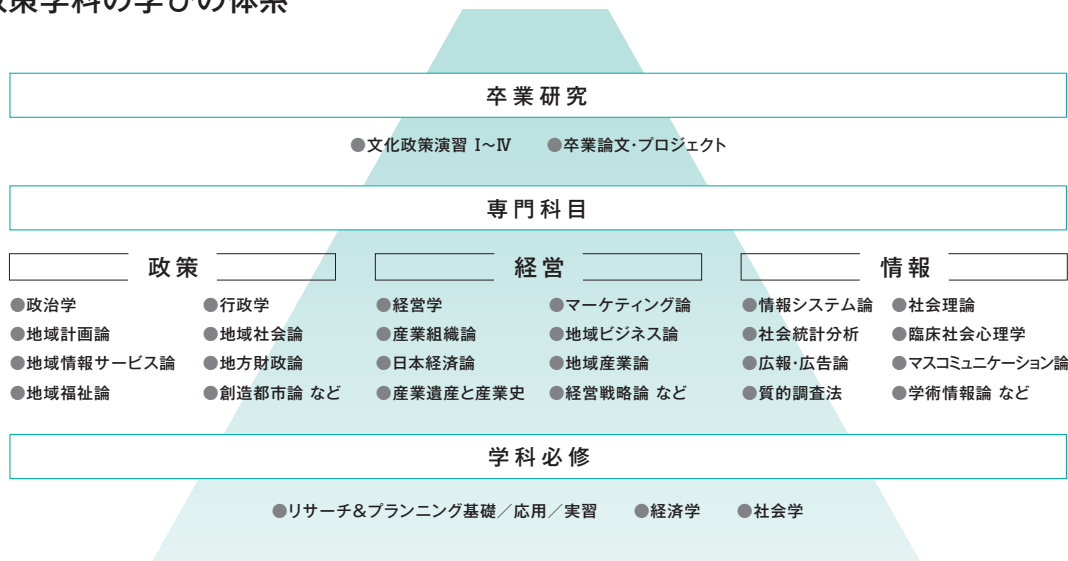 政策学科の学びの体系
卒業研究
●文化政策演習 Ⅰ～Ⅳ ●卒業論文・プロジェクト
専門科目
政策 経営 情報
●政治学 ●行政学 ●経営学 ●マーケティング論 ●情報システム論 ●社会理論
●地域計画論 ●地域社会論 ●産業組織論 ●地域ビジネス論 ●社会統計分析 ●臨床社会心理学
●地域情報サービス論 ●地方財政論 ●日本経済論 ●地域産業論 ●広報・広告論 ●マスコミュニケーション論
●地域福祉論 ●創造都市論 など ●産業遺産と産業史 ●経営戦略論 など ●質的調査法 ●学術情報論 など
学科必修
●リサーチ&プランニング基礎／応用／実習 ●経済学 ●社会学